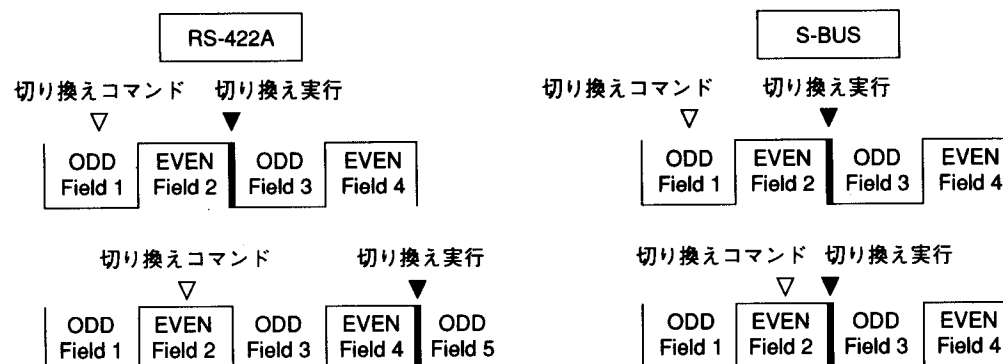 RS-422A
切り換えコマンド 切り換え実行
▽ ▼
ODD EVEN ODD EVEN
Field 1 Field 2 Field 3 Field 4
切り換えコマンド 切り換え実行
▽ ▼
ODD EVEN ODD EVEN ODD
Field 1 Field 2 Field 3 Field 4 Field 5
S-BUS
切り換えコマンド 切り換え実行
▽ ▼
ODD EVEN ODD EVEN
Field 1 Field 2 Field 3 Field 4
切り換えコマンド 切り換え実行
▽ ▼
ODD EVEN ODD EVEN
Field 1 Field 2 Field 3 Field 4